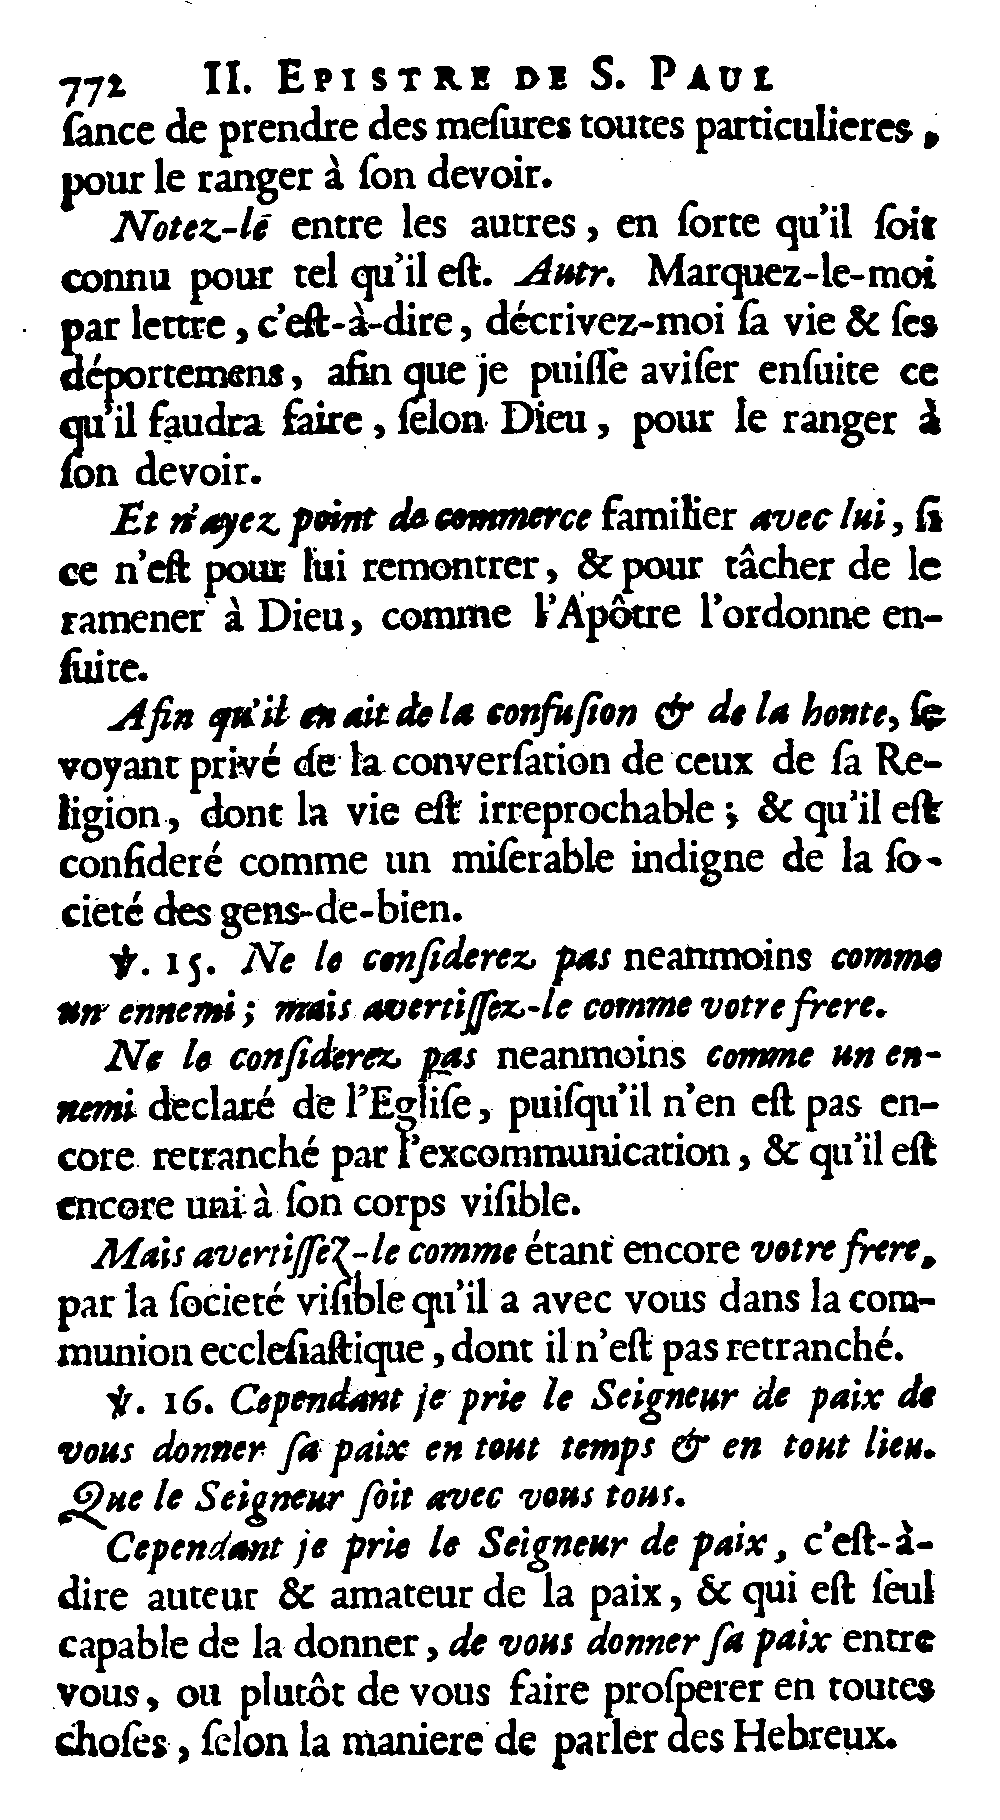 772 II. EPISTRE DE S. PAUL
ſance de prendre des meſures toutes particulieres,
pour le ranger à ſon devoir.
Notez-le entre les autres, en ſorte qu'il ſoit
connu pour tel qu'il eſt. Autr. Marquez-le-moi
par lettre, c'eſt-à-dire, décrivez-moi ſa vie & ſes
déportemens, afin que je puiſſe aviſer enſuite ce
qu'il faudra faire, ſelon Dieu, pour le ranger à
ſon devoir.
Et n'ayez point de commerce familier avec lui, ſi
ce n'eſt pour lui remontrer, & pour tâcher de le
ramener à Dieu, comme l'Apôtre l'ordonne en-
ſuite.
Afin qu'il en ait de la confuſion & de la honte, ſe
voyant privé de la converſation de ceux de ſa Re-
ligion, dont la vie eſt irreprochable; & qu'il eſt
conſideré comme un miſerable indigne de la ſo-
cieté des gens-de-bien.
℣. 15. Ne le conſiderez pas neanmoins comme
un ennemi; mais avertiſſez-le comme votre frere.
Ne le conſiderez pas neanmoins comme un en-
nemi declaré de l'Egliſe, puiſqu'il n'en eſt pas en-
core retranché par l'excommunication, & qu'il eſt
encore uni à ſon corps viſible.
Mais avertiſſez-le comme étant encore votre frere,
par la ſocieté viſible qu'il a avec vous dans la com-
munion eccleſiaſtique, dont il n'eſt pas retranché.
℣. 16. Cependant je prie le Seigneur de paix de
vous donner ſa paix en tout temps & en tout lieu.
Que le Seigneur ſoit avec vous tous.
Cependant je prie le Seigneur de paix, c'eſt-à-
dire auteur & amateur de la paix, & qui eſt ſeul
capable de la donner, de vous donner ſa paix entre
vous, ou plutôt de vous faire proſperer en toutes
choſes, ſelon la maniere de parler des Hebreux.